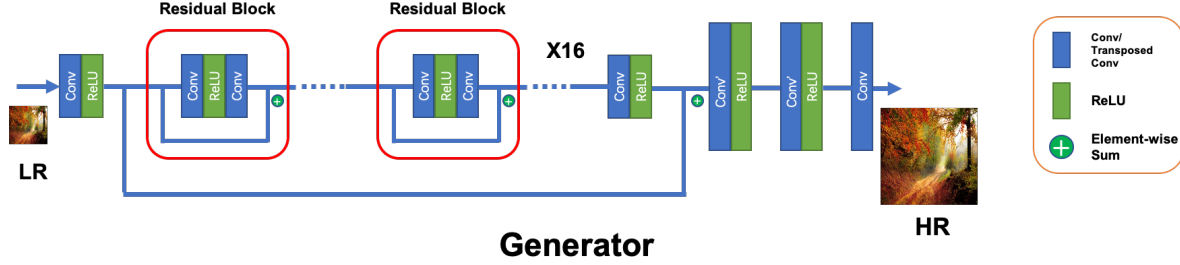 Residual Block
Residual Block
X16
Conv
ReLU
Conv
ReLU
Conv
Conv
ReLU
Conv
Conv
ReLU
Conv'
ReLU
Conv'
ReLU
Conv
LR
HR
Generator
Conv/
Transposed
Conv
ReLU
Element-wise
Sum